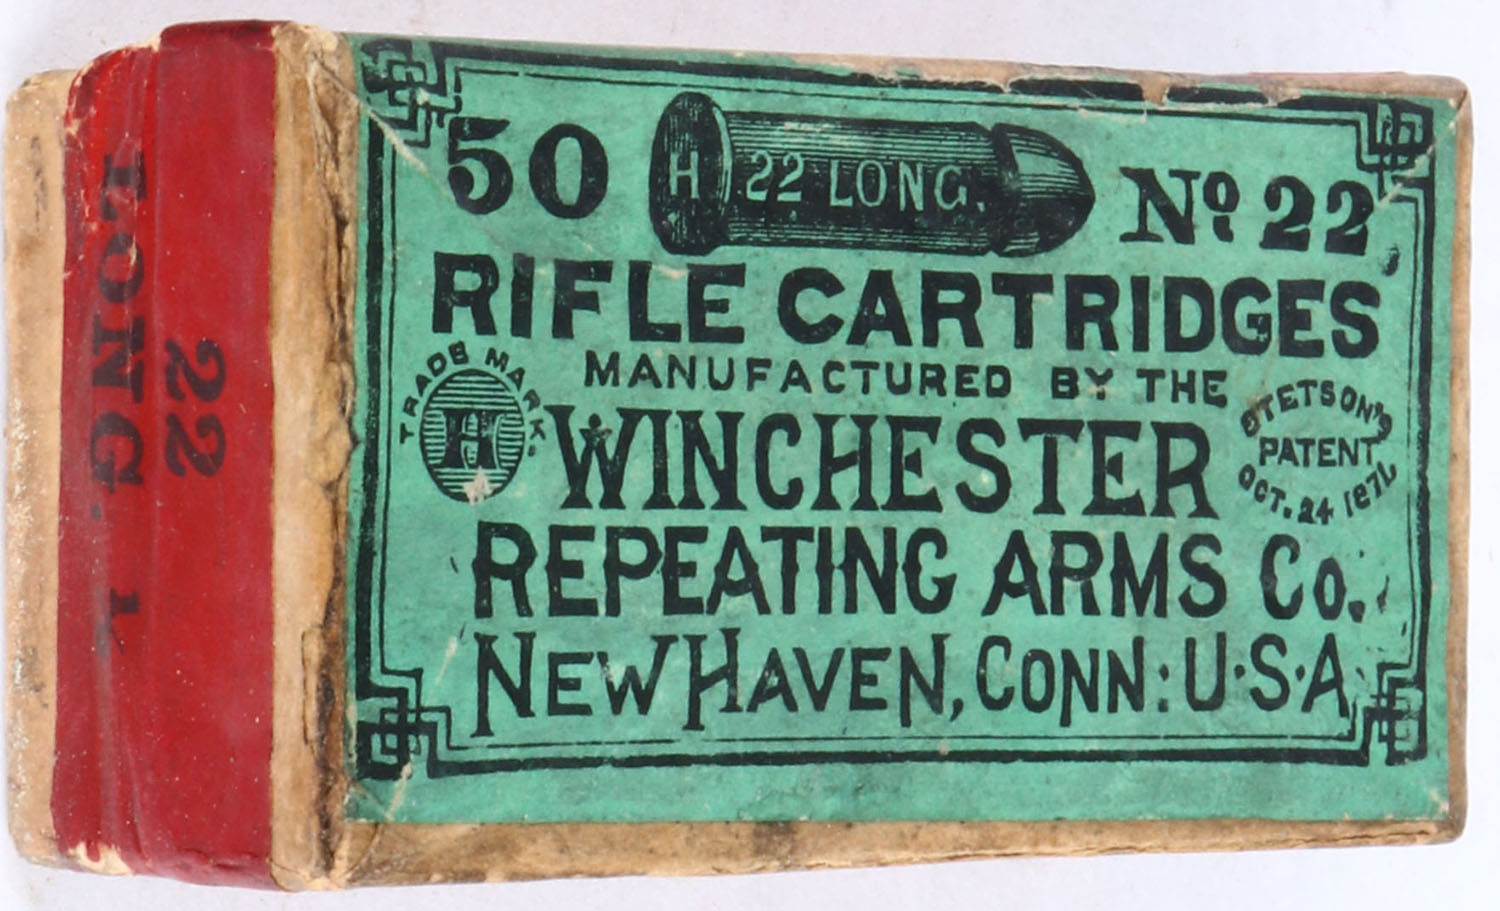 50 H 22 LONG. No 22
RIFLE CARTRIDGES
MANUFACTURED BY THE
TRADE MARK.
H
WINCHESTER
STETSON'S
PATENT
OCT. 24 1871
REPEATING ARMS Co.
NEW HAVEN, CONN: U·S·A.
22
LONG.